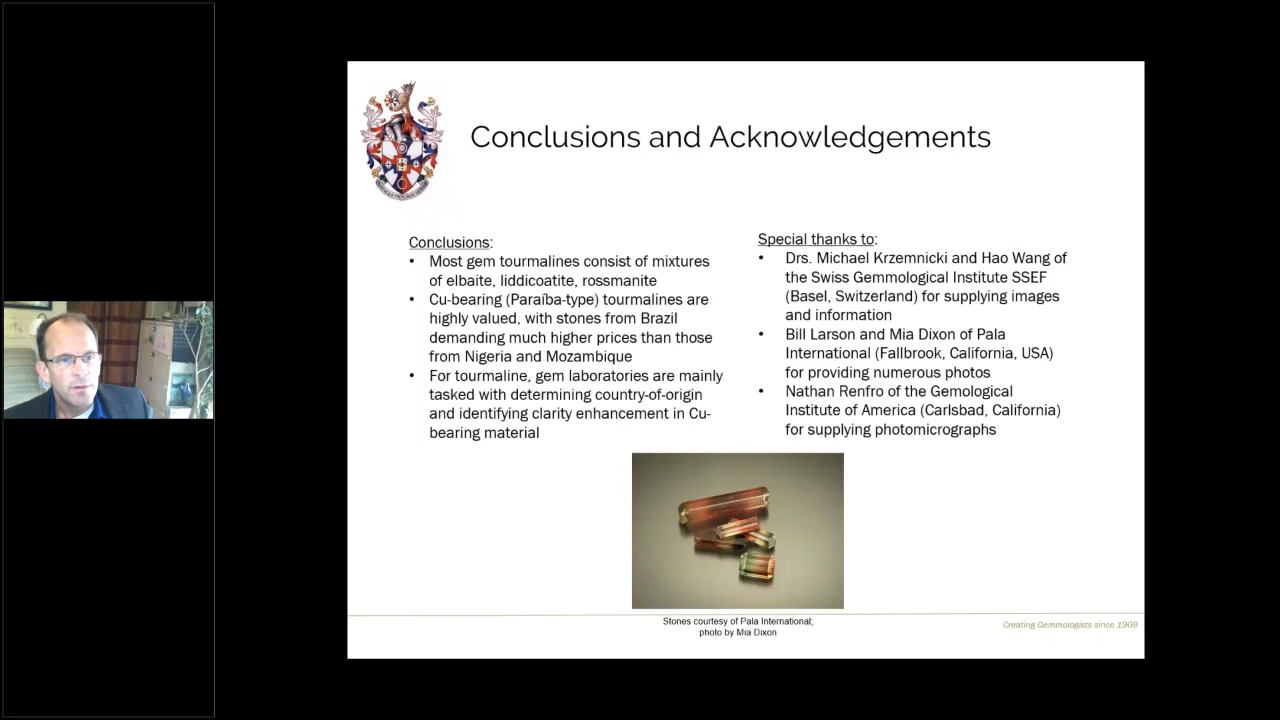 Conclusions and Acknowledgements
Conclusions:
• Most gem tourmalines consist of mixtures
of elbaite, liddicoatite, rossmanite
• Cu-bearing (Paraíba-type) tourmalines are
highly valued, with stones from Brazil
demanding much higher prices than those
from Nigeria and Mozambique
• For tourmaline, gem laboratories are mainly
tasked with determining country-of-origin
and identifying clarity enhancement in Cu-
bearing material
Special thanks to:
• Drs. Michael Krzemnicki and Hao Wang of
the Swiss Gemmological Institute SSEF
(Basel, Switzerland) for supplying images
and information
• Bill Larson and Mia Dixon of Pala
International (Fallbrook, California, USA)
for providing numerous photos
• Nathan Renfro of the Gemological
Institute of America (Carlsbad, California)
for supplying photomicrographs
Stones courtesy of Pala International;
photo by Mia Dixon
Creating Gemmologists since 1908